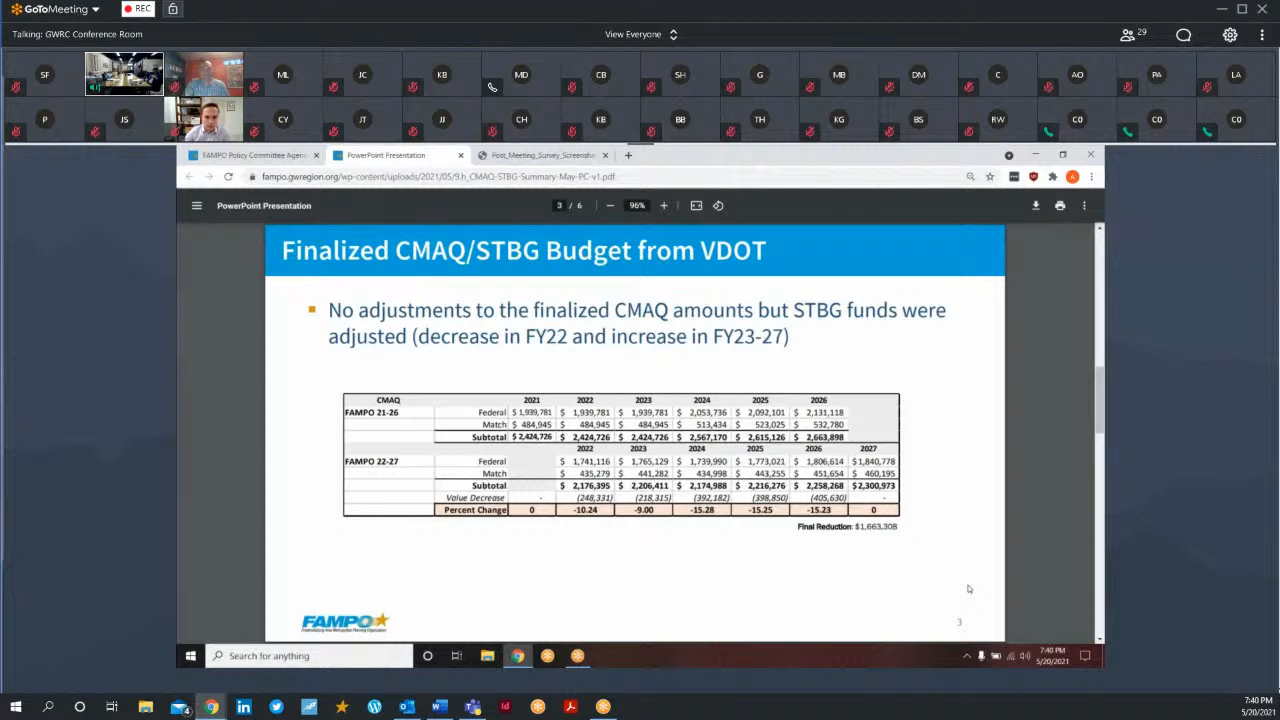 GoToMeeting
REC
Talking: GWRC Conference Room
View Everyone
29
SF ML JC KB MD CB SH G MB DM C AO PA LA
P JS CY JT JJ CH KB BB TH KG BS RW C0 C0 C0
FAMPO Policy Committee Agen
PowerPoint Presentation
Post_Meeting_Survey_Screensh
fampo.gwregion.org/wp-content/uploads/2021/05/9.h_CMAQ-STBG-Summary-May-PC-v1.pdf
A
PowerPoint Presentation
3 / 6
96%
Finalized CMAQ/STBG Budget from VDOT
No adjustments to the finalized CMAQ amounts but STBG funds were
adjusted (decrease in FY22 and increase in FY23-27)
CMAQ 2021 2022 2023 2024 2025 2026
FAMPO 21-26 Federal $ 1,939,781 $ 1,939,781 $ 1,939,781 $ 2,053,736 $ 2,092,101 $ 2,131,118
Match $ 484,945 $ 484,945 $ 484,945 $ 513,434 $ 523,025 $ 532,780
Subtotal $ 2,424,726 $ 2,424,726 $ 2,424,726 $ 2,567,170 $ 2,615,126 $ 2,663,898
2022 2023 2024 2025 2026 2027
FAMPO 22-27 Federal $ 1,741,116 $ 1,765,129 $ 1,739,990 $ 1,773,021 $ 1,806,614 $ 1,840,778
Match $ 435,279 $ 441,282 $ 434,998 $ 443,255 $ 451,654 $ 460,195
Subtotal $ 2,176,395 $ 2,206,411 $ 2,174,988 $ 2,216,276 $ 2,258,268 $ 2,300,973
Value Decrease - (248,331) (218,315) (392,182) (398,850) (405,630) -
Percent Change 0 -10.24 -9.00 -15.28 -15.25 -15.23 0
Final Reduction: $1,663,308
FAMPO
Fredericksburg Area Metropolitan Planning Organization
3
Search for anything
7:40 PM
5/20/2021
4
7:40 PM
5/20/2021